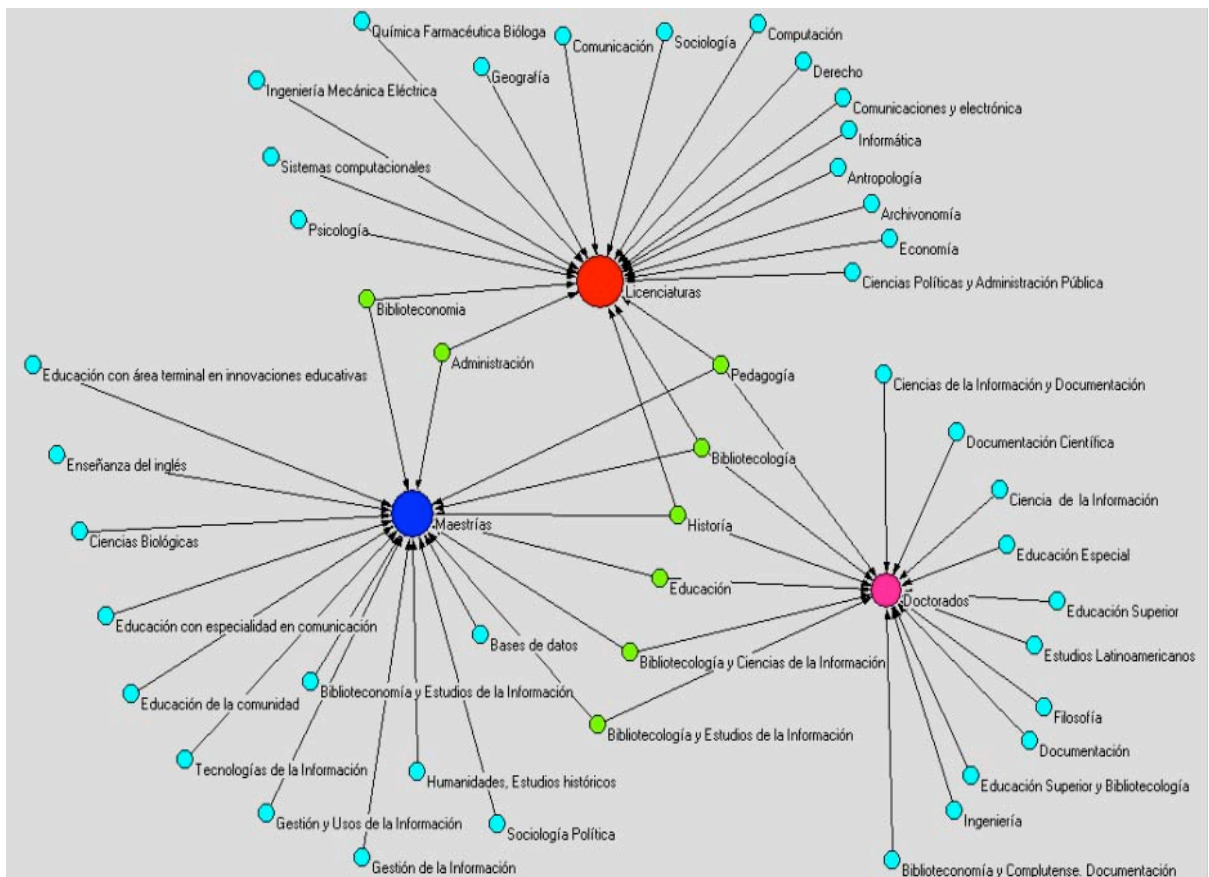 Química Farmacéutica Bióloga
Comunicación
Sociología
Computación
Geografía
Derecho
Ingeniería Mecánica Eléctrica
Comunicaciones y electrónica
Informática
Sistemas computacionales
Antropología
Archivonomía
Psicología
Economía
Ciencias Políticas y Administración Pública
Licenciaturas
Biblioteconomia
Administración
Pedagogía
Educación con área terminal en innovaciones educativas
Ciencias de la Información y Documentación
Documentación Científica
Bibliotecología
Enseñanza del inglés
Ciencia de la Información
Maestrías
Historía
Ciencias Biológicas
Educación Especial
Educación
Doctorados
Educación Superior
Educación con especialidad en comunicación
Bases de datos
Bibliotecología y Ciencias de la Información
Estudios Latinoamericanos
Biblioteconomía y Estudios de la Información
Educación de la comunidad
Filosofía
Bibliotecología y Estudios de la Información
Documentación
Tecnologías de la Información
Humanidades, Estudios históricos
Educación Superior y Bibliotecología
Gestión y Usos de la Información
Sociología Política
Ingeniería
Gestión de la Información
Biblioteconomía y Complutense. Documentación